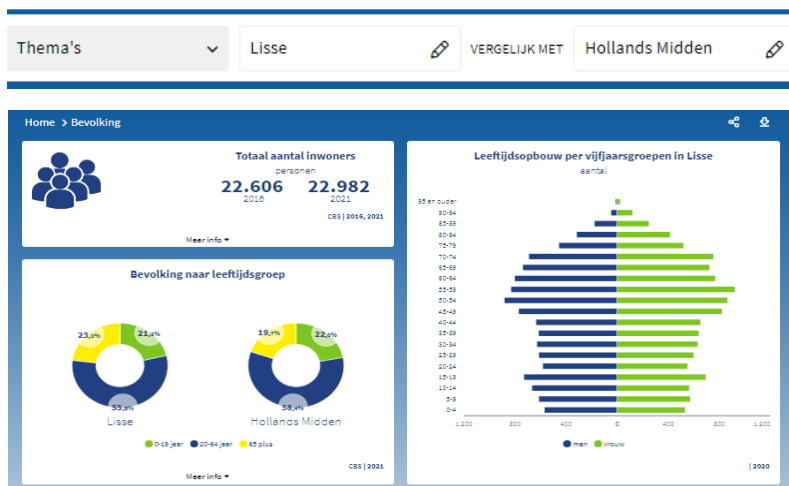 Thema's
Lisse
VERGELIJK MET
Hollands Midden
Home > Bevolking
Totaal aantal inwoners
personen
22.606 22.982
2016 2021
CBS | 2016, 2021
Meer info
Bevolking naar leeftijdsgroep
23,0% 21,2%
55,8%
Lisse
19,7% 22,0%
58,4%
Hollands Midden
0-19 jaar 20-64 jaar 65 plus
CBS | 2021
Meer info
Leeftijdsopbouw per vijfjaarsgroepen in Lisse
aantal
95 en ouder
90-94
85-89
80-84
75-79
70-74
65-69
60-64
55-59
50-54
45-49
40-44
35-39
30-34
25-29
20-24
15-19
10-14
5-9
0-4
1.200 800 400 0 400 800 1.200
men vrouw
| 2020